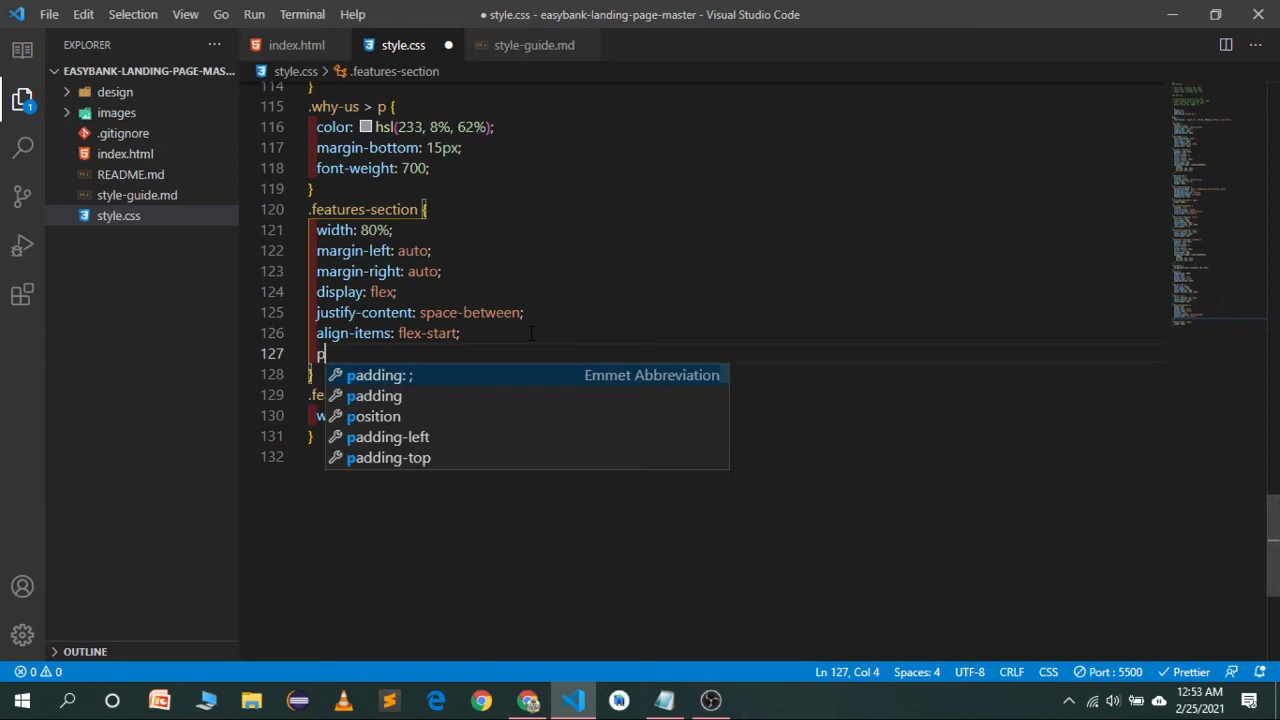 File Edit Selection View Go Run Terminal Help
● style.css - easybank-landing-page-master - Visual Studio Code
EXPLORER
index.html
style.css
style-guide.md
EASYBANK-LANDING-PAGE-MAS...
style.css > .features-section
design
images
.gitignore
index.html
README.md
style-guide.md
style.css
114 }
115 .why-us > p {
116 color: hsl(233, 8%, 62%);
117 margin-bottom: 15px;
118 font-weight: 700;
119 }
120 .features-section {
121 width: 80%;
122 margin-left: auto;
123 margin-right: auto;
124 display: flex;
125 justify-content: space-between;
126 align-items: flex-start;
127 p
128 }
129 .fe
130 w
131 }
132
padding: ; Emmet Abbreviation
padding
position
padding-left
padding-top
1
OUTLINE
0 0
Ln 127, Col 4 Spaces: 4 UTF-8 CRLF CSS Port : 5500 Prettier
12:53 AM
2/25/2021